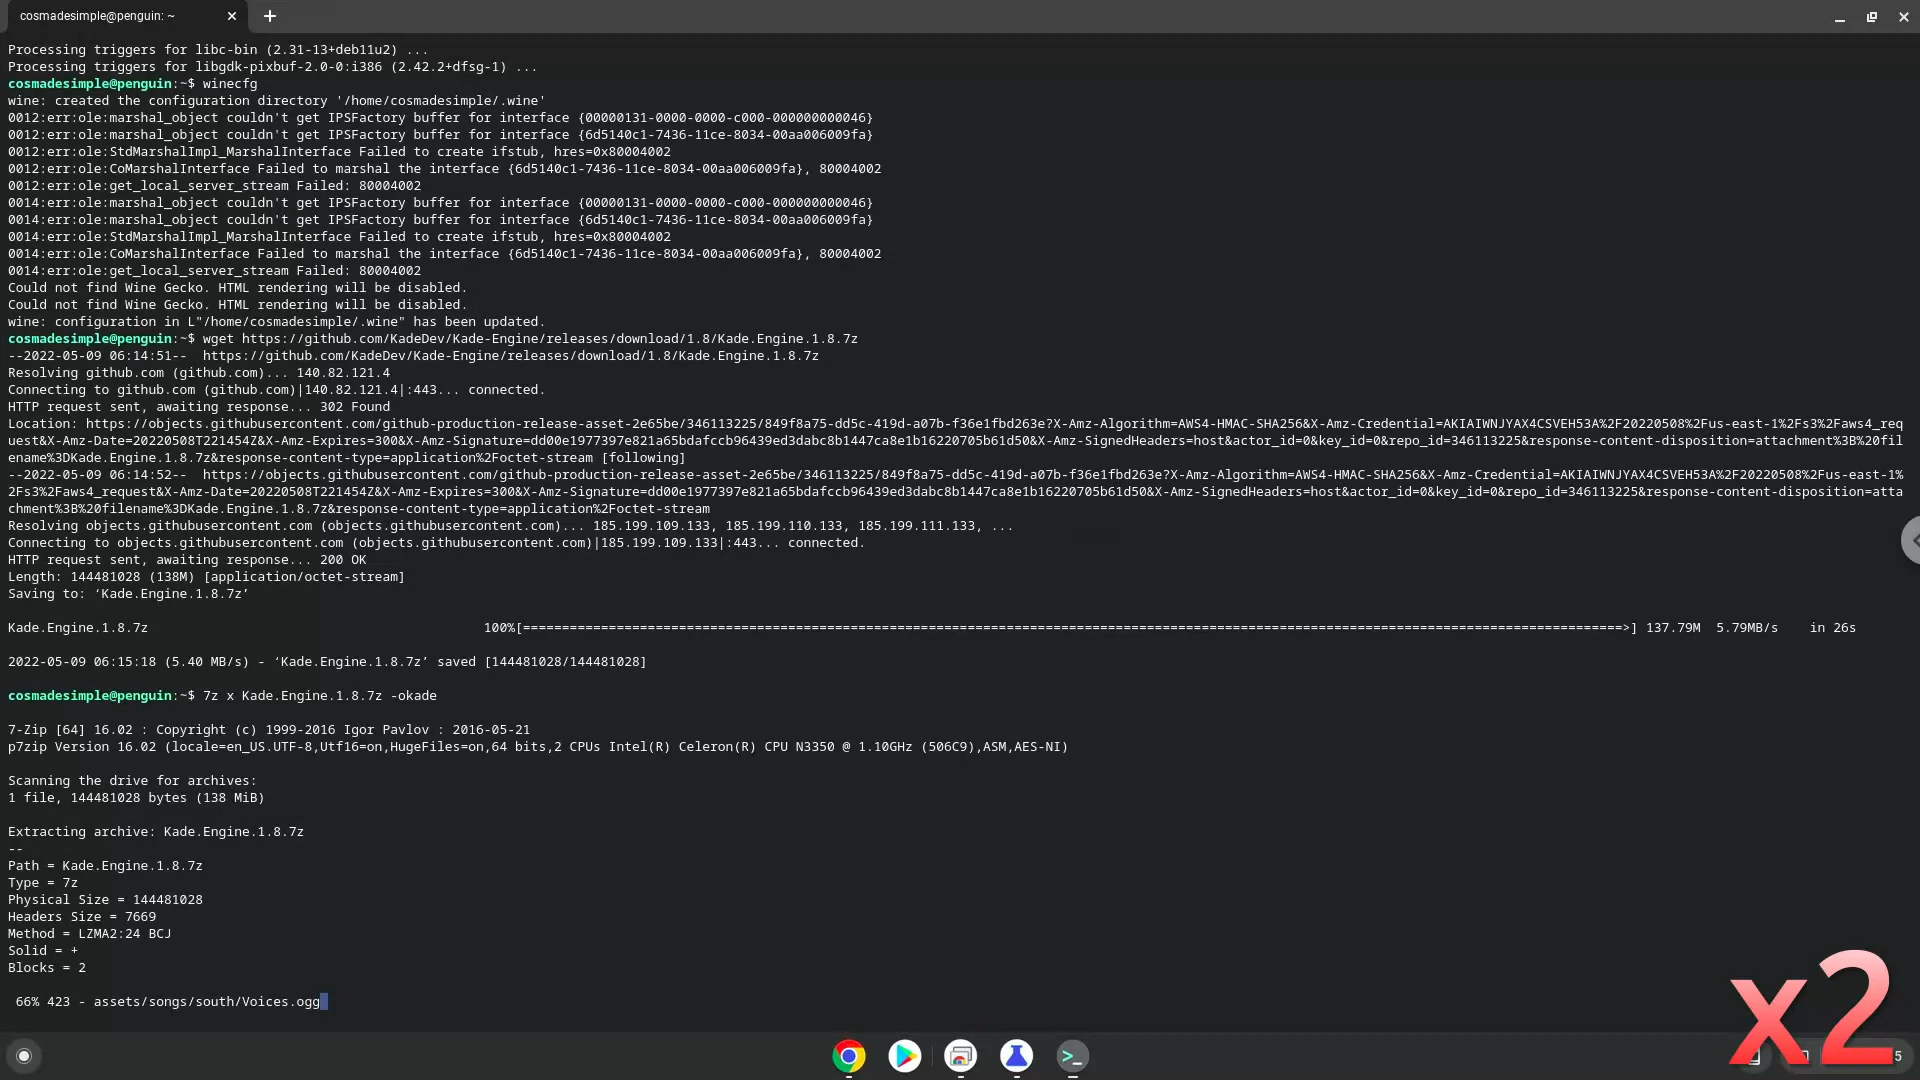 cosmadesimple@penguin: ~
Processing triggers for libc-bin (2.31-13+deb11u2) ...
Processing triggers for libgdk-pixbuf-2.0-0:i386 (2.42.2+dfsg-1) ...
cosmadesimple@penguin:~$ winecfg
wine: created the configuration directory '/home/cosmadesimple/.wine'
0012:err:ole:marshal_object couldn't get IPSFactory buffer for interface {00000131-0000-0000-c000-000000000046}
0012:err:ole:marshal_object couldn't get IPSFactory buffer for interface {6d5140c1-7436-11ce-8034-00aa006009fa}
0012:err:ole:StdMarshalImpl_MarshalInterface Failed to create ifstub, hres=0x80004002
0012:err:ole:CoMarshalInterface Failed to marshal the interface {6d5140c1-7436-11ce-8034-00aa006009fa}, 80004002
0012:err:ole:get_local_server_stream Failed: 80004002
0014:err:ole:marshal_object couldn't get IPSFactory buffer for interface {00000131-0000-0000-c000-000000000046}
0014:err:ole:marshal_object couldn't get IPSFactory buffer for interface {6d5140c1-7436-11ce-8034-00aa006009fa}
0014:err:ole:StdMarshalImpl_MarshalInterface Failed to create ifstub, hres=0x80004002
0014:err:ole:CoMarshalInterface Failed to marshal the interface {6d5140c1-7436-11ce-8034-00aa006009fa}, 80004002
0014:err:ole:get_local_server_stream Failed: 80004002
Could not find Wine Gecko. HTML rendering will be disabled.
Could not find Wine Gecko. HTML rendering will be disabled.
wine: configuration in L"/home/cosmadesimple/.wine" has been updated.
cosmadesimple@penguin:~$ wget https://github.com/KadeDev/Kade-Engine/releases/download/1.8/Kade.Engine.1.8.7z
--2022-05-09 06:14:51--  https://github.com/KadeDev/Kade-Engine/releases/download/1.8/Kade.Engine.1.8.7z
Resolving github.com (github.com)... 140.82.121.4
Connecting to github.com (github.com)|140.82.121.4|:443... connected.
HTTP request sent, awaiting response... 302 Found
Location: https://objects.githubusercontent.com/github-production-release-asset-2e65be/346113225/849f8a75-dd5c-419d-a07b-f36e1fbd263e?X-Amz-Algorithm=AWS4-HMAC-SHA256&X-Amz-Credential=AKIAIWNJYAX4CSVEH53A%2F20220508%2Fus-east-1%2Fs3%2Faws4_req
uest&X-Amz-Date=20220508T221454Z&X-Amz-Expires=300&X-Amz-Signature=dd00e1977397e821a65bdafccb96439ed3dabc8b1447ca8e1b16220705b61d50&X-Amz-SignedHeaders=host&actor_id=0&key_id=0&repo_id=346113225&response-content-disposition=attachment%3B%20fil
ename%3DKade.Engine.1.8.7z&response-content-type=application%2Foctet-stream [following]
--2022-05-09 06:14:52--  https://objects.githubusercontent.com/github-production-release-asset-2e65be/346113225/849f8a75-dd5c-419d-a07b-f36e1fbd263e?X-Amz-Algorithm=AWS4-HMAC-SHA256&X-Amz-Credential=AKIAIWNJYAX4CSVEH53A%2F20220508%2Fus-east-1%
2Fs3%2Faws4_request&X-Amz-Date=20220508T221454Z&X-Amz-Expires=300&X-Amz-Signature=dd00e1977397e821a65bdafccb96439ed3dabc8b1447ca8e1b16220705b61d50&X-Amz-SignedHeaders=host&actor_id=0&key_id=0&repo_id=346113225&response-content-disposition=atta
chment%3B%20filename%3DKade.Engine.1.8.7z&response-content-type=application%2Foctet-stream
Resolving objects.githubusercontent.com (objects.githubusercontent.com)... 185.199.109.133, 185.199.110.133, 185.199.111.133, ...
Connecting to objects.githubusercontent.com (objects.githubusercontent.com)|185.199.109.133|:443... connected.
HTTP request sent, awaiting response... 200 OK
Length: 144481028 (138M) [application/octet-stream]
Saving to: ‘Kade.Engine.1.8.7z’
Kade.Engine.1.8.7z 100%[=============================================================================================================================================>] 137.79M 5.79MB/s in 26s
2022-05-09 06:15:18 (5.40 MB/s) - ‘Kade.Engine.1.8.7z’ saved [144481028/144481028]
cosmadesimple@penguin:~$ 7z x Kade.Engine.1.8.7z -okade
7-Zip [64] 16.02 : Copyright (c) 1999-2016 Igor Pavlov : 2016-05-21
p7zip Version 16.02 (locale=en_US.UTF-8,Utf16=on,HugeFiles=on,64 bits,2 CPUs Intel(R) Celeron(R) CPU N3350 @ 1.10GHz (506C9),ASM,AES-NI)
Scanning the drive for archives:
1 file, 144481028 bytes (138 MiB)
Extracting archive: Kade.Engine.1.8.7z
--
Path = Kade.Engine.1.8.7z
Type = 7z
Physical Size = 144481028
Headers Size = 7669
Method = LZMA2:24 BCJ
Solid = +
Blocks = 2
66% 423 - assets/songs/south/Voices.ogg
x2